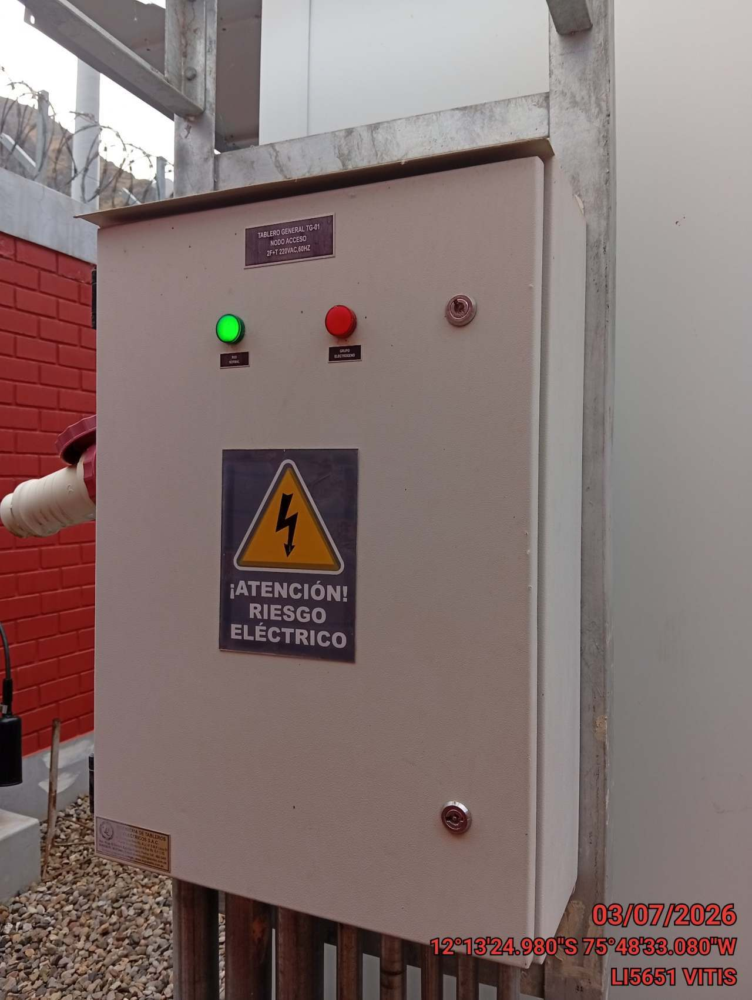 TABLERO GENERAL TG-01
NODO ACCESO
2F+T 220VAC,60HZ
RED
NORMAL
GRUPO
ELECTROGENO
¡ATENCIÓN!
RIESGO
ELÉCTRICO
DE TABLEROS
ELECTRICOS S.A.C.
03/07/2026
12°13'24.980"S 75°48'33.080"W
LI5651 VITIS